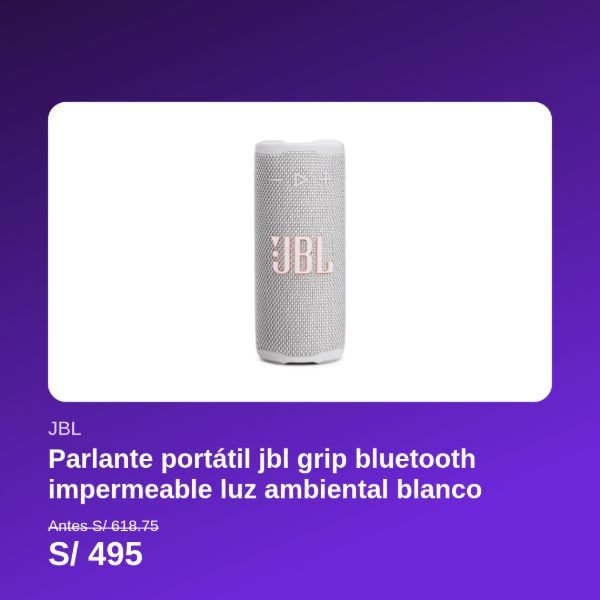 JBL
JBL
Parlante portátil jbl grip bluetooth
impermeable luz ambiental blanco
Antes S/ 618.75
S/ 495